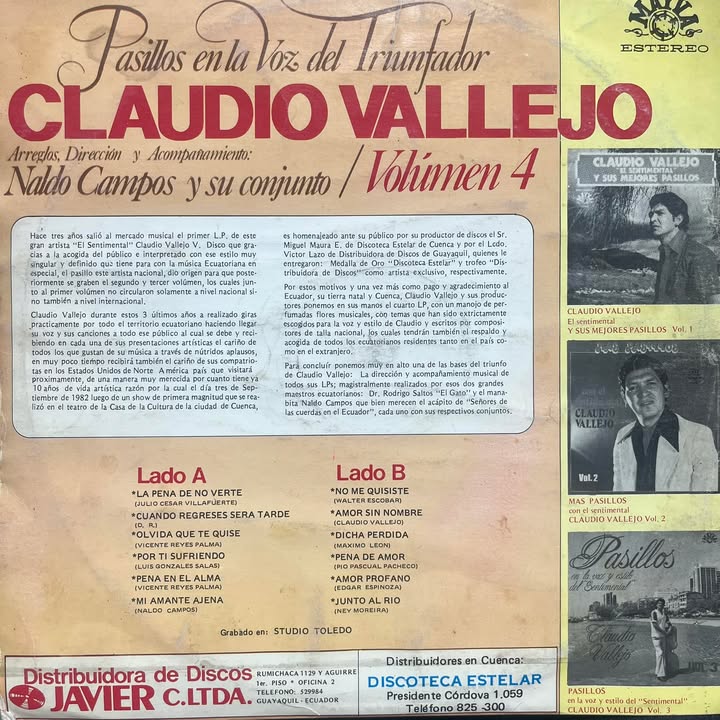 Pasillos en la Voz del Triunfador
CLAUDIO VALLEJO
Arreglos, Dirección y Acompañamiento:
Naldo Campos y su conjunto / Volúmen 4
MAYVA
ESTEREO
Hace tres años salió al mercado musical el primer L.P. de este
gran artista "El Sentimental" Claudio Vallejo V. Disco que gra-
cias a la acogida del público e interpretado con ese estilo muy
singular y definido que tiene para con la música Ecuatoriana en
especial, el pasillo este artista nacional, dio origen para que poste-
riormente se graben el segundo y tercer volúmen, los cuales jun-
to al primer volúmen no circularon solamente a nivel nacional si-
no también a nivel internacional.
Claudio Vallejo durante estos 3 últimos años a realizado giras
practicamente por todo el territorio ecuatoriano haciendo llegar
su voz y sus canciones a todo ese público al cual se debe y reci-
biendo en cada una de sus presentaciones artísticas el cariño de
todos los que gustan de su música a través de nútridos aplausos,
en muy poco tiempo recibirá también el cariño de sus compatrio-
tas en los Estados Unidos de Norte América país que visitará
proximamente, de una manera muy merecida por cuanto tiene ya
10 años de vida artística razón por la cual el día tres de Sep-
tiembre de 1982 luego de un show de primera magnitud que se rea-
lizó en el teatro de la Casa de la Cultura de la ciudad de Cuenca,
es homenajeado ante su público por su productor de discos el Sr.
Miguel Maura E. de Discoteca Estelar de Cuenca y por el Lcdo.
Víctor Lazo de Distribuidora de Discos de Guayaquil, quienes le
entregaron: Medalla de Oro "Discoteca Estelar" y trofeo "Dis-
tribuidora de Discos" como artista exclusivo, respectivamente.
Por estos motivos y una vez más como pago y agradecimiento al
Ecuador, su tierra natal y Cuenca, Claudio Vallejo y sus produc-
tores ponemos en sus manos el cuarto LP, con un manojo de per-
fumadas flores musicales, con temas que han sido extrictamente
escogidos para la voz y estilo de Claudio y escritos por composi-
tores de talla nacional, los cuales tendrán también el respaldo y
acogida de todos los ecuatorianos residentes tanto en el país co-
mo en el exranjero.
Para concluir ponemos muy en alto una de las bases del triunfo
de Claudio Vallejo: La dirección y acompañamiento musical de
todos sus LPs; magistralmente realizados por esos dos grandes
maestros ecuatorianos: Dr. Rodrigo Saltos "El Gato" y el mana-
bita Naldo Campos que bien merecen el acápite de "Señores de
las cuerdas en el Ecuador", cada uno con sus respectivos conjuntos.
Lado A
*LA PENA DE NO VERTE
(JULIO CESAR VILLAFUERTE)
*CUANDO REGRESES SERA TARDE
(D. R.)
*OLVIDA QUE TE QUISE
(VICENTE REYES PALMA)
*POR TI SUFRIENDO
(LUIS GONZALES SALAS)
*PENA EN EL ALMA
(VICENTE REYES PALMA)
*MI AMANTE AJENA
(NALDO CAMPOS)
Lado B
*NO ME QUISISTE
(WALTER ESCOBAR)
*AMOR SIN NOMBRE
(CLAUDIO VALLEJO)
*DICHA PERDIDA
(MAXIMO LEON)
*PENA DE AMOR
(PIO PASCUAL PACHECO)
*AMOR PROFANO
(EDGAR ESPINOZA)
*JUNTO AL RIO
(NEY MOREIRA)
Grabado en: STUDIO TOLEDO
CLAUDIO VALLEJO
"EL SENTIMENTAL"
Y SUS MEJORES PASILLOS
CLAUDIO VALLEJO
El sentimental
Y SUS MEJORES PASILLOS Vol. 1
CLAUDIO
VALLEJO
Vol. 2
MAS PASILLOS
con el sentimental
CLAUDIO VALLEJO Vol. 2
Pasillos
en la voz y estilo
del "Sentimental"
Claudio
Vallejo
PASILLOS
en la voz y estilo del "Sentimental"
CLAUDIO VALLEJO Vol. 3
Distribuidora de Discos
JAVIER C.LTDA.
RUMICHACA 1129 Y AGUIRRE
1er. PISO * OFICINA 2
TELEFONO: 529984
GUAYAQUIL - ECUADOR
Distribuidores en Cuenca:
DISCOTECA ESTELAR
Presidente Córdova 1.059
Teléfono 825 -300